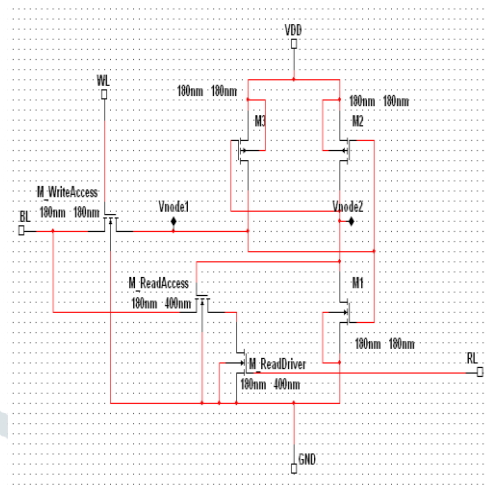 VDD
WL
180nm 180nm
180nm 180nm
M3
M2
M_WriteAccess
180nm 180nm
Vnode1
Vnode2
BL
M_ReadAccess
180nm 400nm
M1
180nm 180nm
M_ReadDriver
180nm 400nm
RL
GND